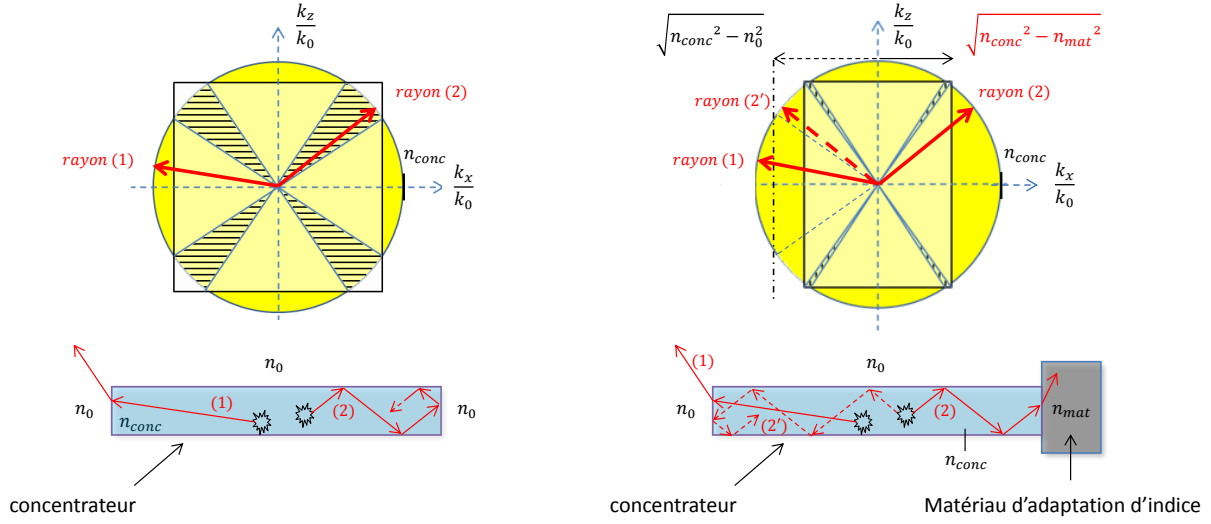 k_z/k_0
rayon (2)
rayon (1)
n_conc
k_x/k_0
n_0
n_0
(1)
(2)
n_0
n_conc
concentrateur
√(n_conc² − n_0²)
k_z/k_0
√(n_conc² − n_mat²)
rayon (2′)
rayon (2)
rayon (1)
n_conc
k_x/k_0
(1)
n_0
n_0
(2)
(2′)
n_mat
n_conc
concentrateur
Matériau d'adaptation d'indice